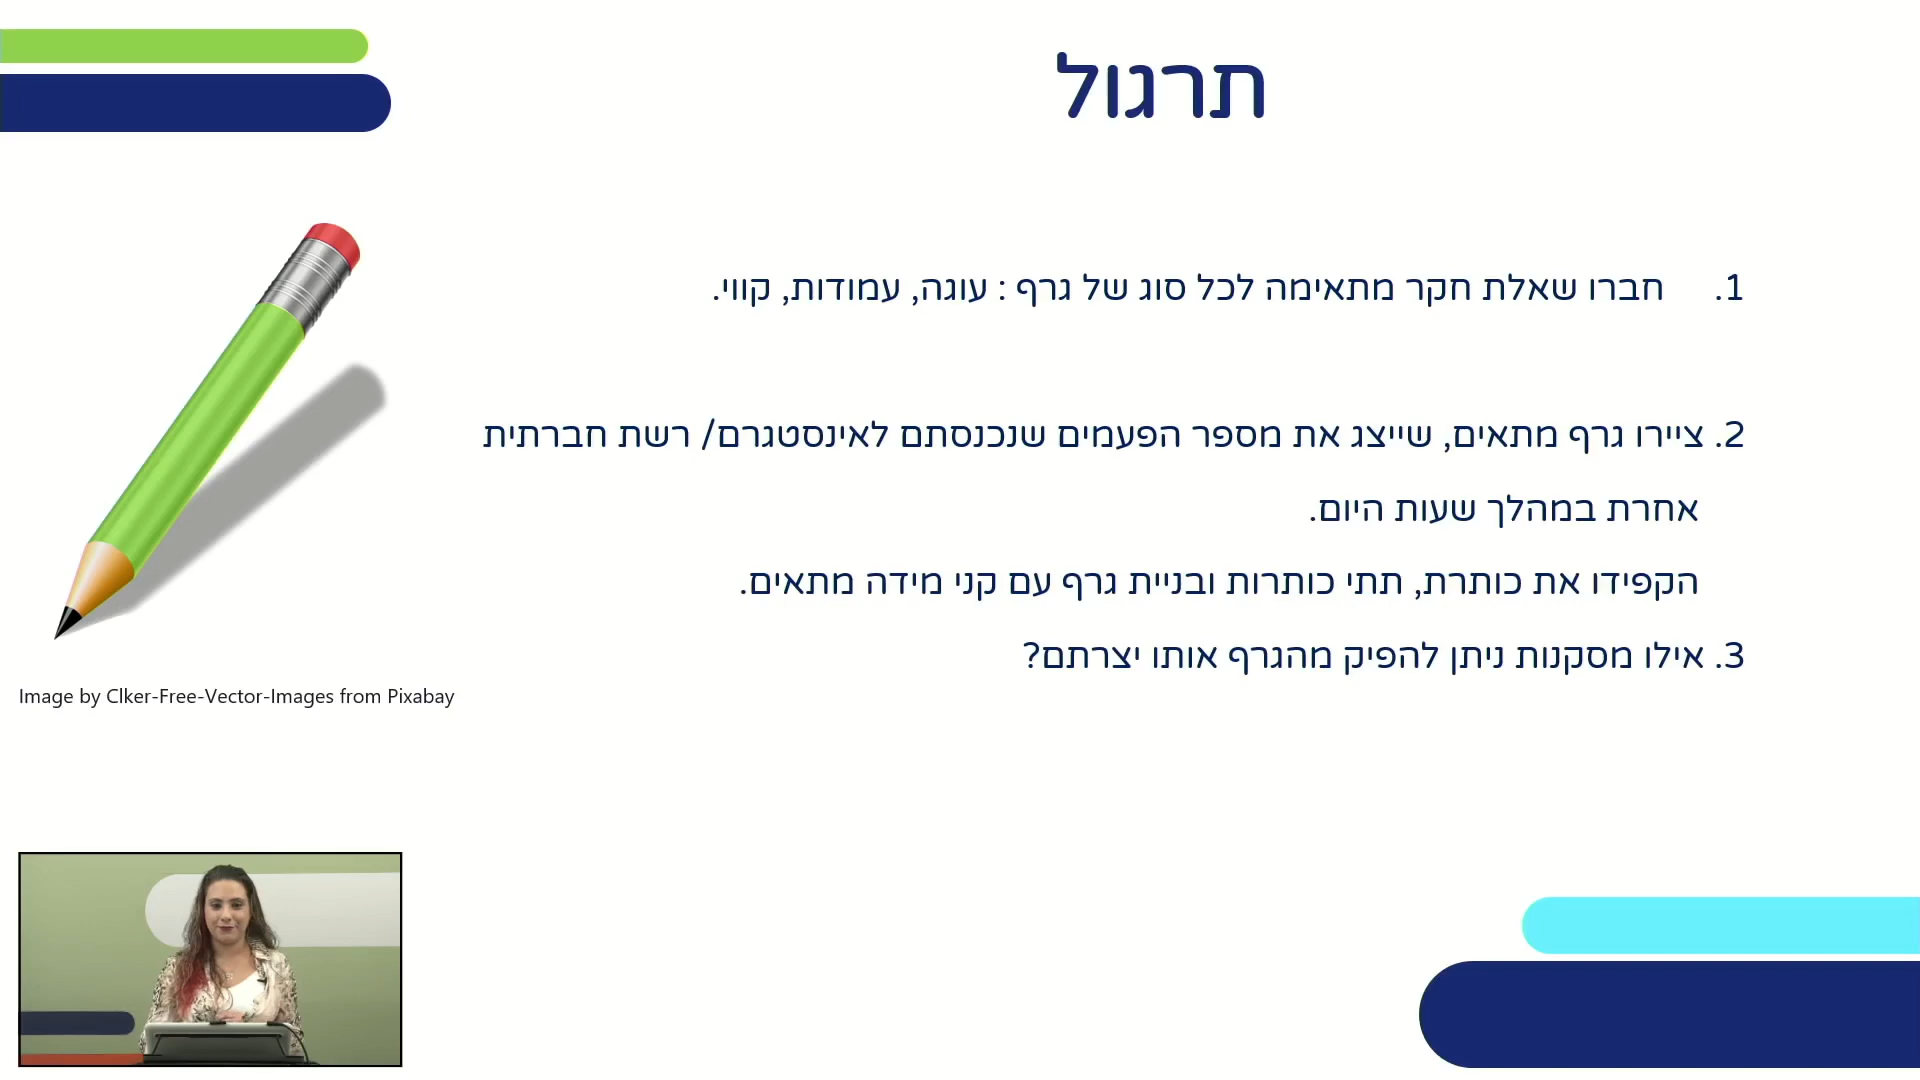 תרגול
1. חברו שאלת חקר מתאימה לכל סוג של גרף : עוגה, עמודות, קווי.
2. ציירו גרף מתאים, שייצג את מספר הפעמים שנכנסתם לאינסטגרם/ רשת חברתית
אחרת במהלך שעות היום.
הקפידו את כותרת, תתי כותרות ובניית גרף עם קני מידה מתאים.
3. אילו מסקנות ניתן להפיק מהגרף אותו יצרתם?
Image by Clker-Free-Vector-Images from Pixabay